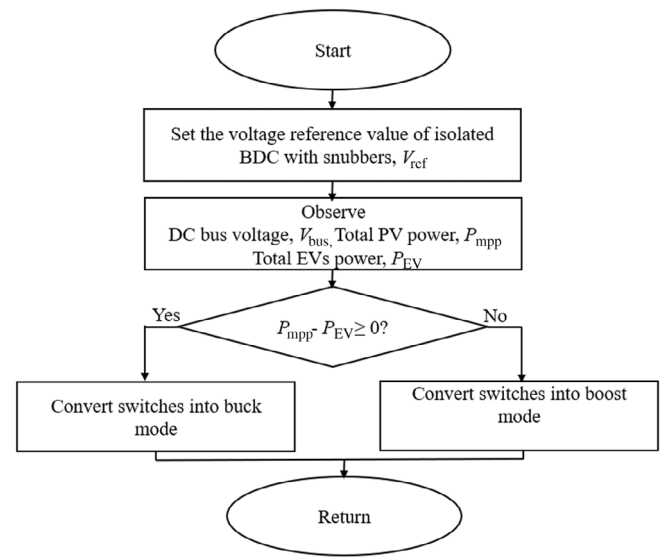 Start
Set the voltage reference value of isolated
BDC with snubbers, Vref
Observe
DC bus voltage, Vbus, Total PV power, Pmpp
Total EVs power, PEV
Yes
No
Pmpp- PEV≥ 0?
Convert switches into buck
mode
Convert switches into boost
mode
Return